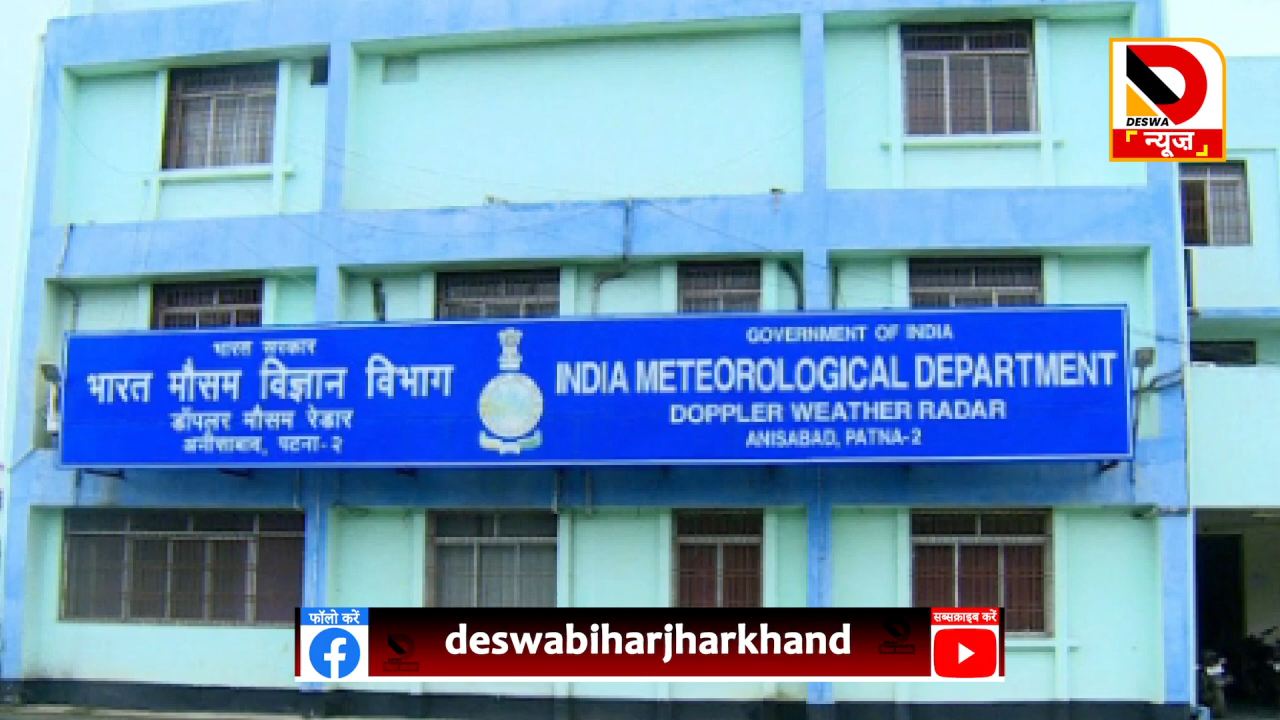 DESWA
न्यूज़
भारत सरकार
भारत मौसम विज्ञान विभाग
डॉपलर मौसम रेडार
अनीसाबाद, पटना-२
GOVERNMENT OF INDIA
INDIA METEOROLOGICAL DEPARTMENT
DOPPLER WEATHER RADAR
ANISABAD, PATNA-2
फॉलो करें
deswabiharjharkhand
सब्सक्राइब करें